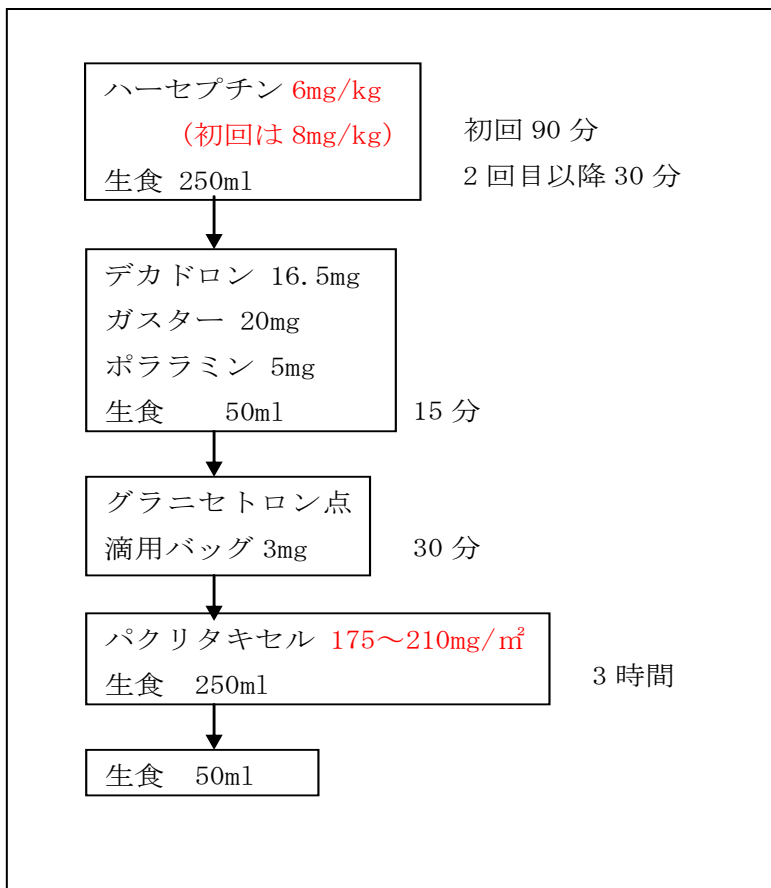 ハーセプチン 6mg/kg
(初回は 8mg/kg)
生食 250ml
初回 90 分
2 回目以降 30 分
デカドロン 16.5mg
ガスター 20mg
ポララミン 5mg
生食 50ml
15 分
グラニセトロン点
滴用バッグ 3mg
30 分
パクリタキセル 175～210mg/㎡
生食 250ml
3 時間
生食 50ml